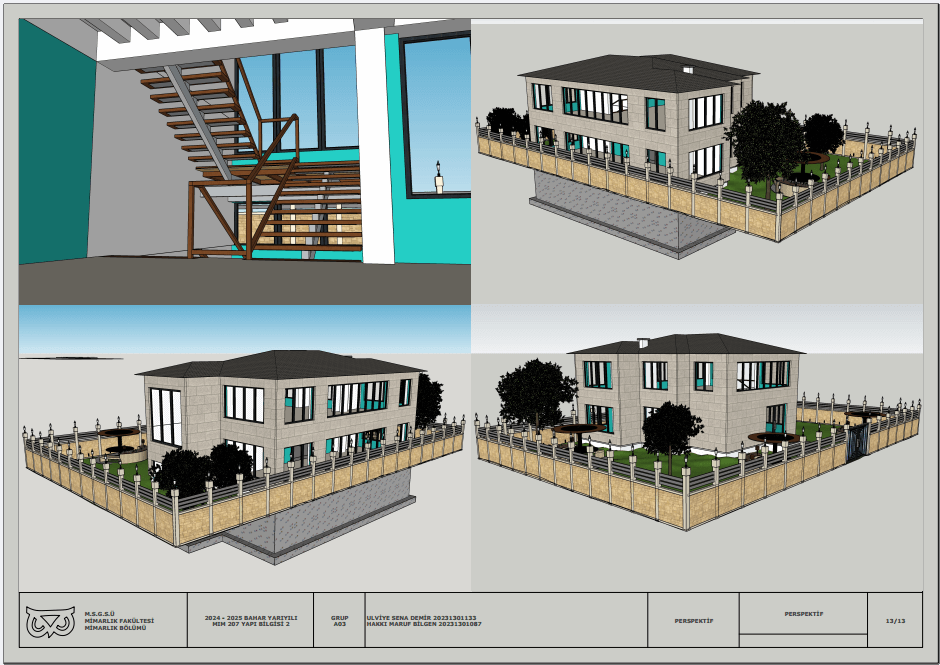 M.S.G.S.Ü
MİMARLIK FAKÜLTESİ
MİMARLIK BÖLÜMÜ
2024 - 2025 BAHAR YARIYILI
MIM 207 YAPI BİLGİSİ 2
GRUP
A03
ULVİYE SENA DEMİR 20231301133
HAKKI MARUF BİLGEN 20231301087
PERSPEKTİF
PERSPEKTİF
13/13